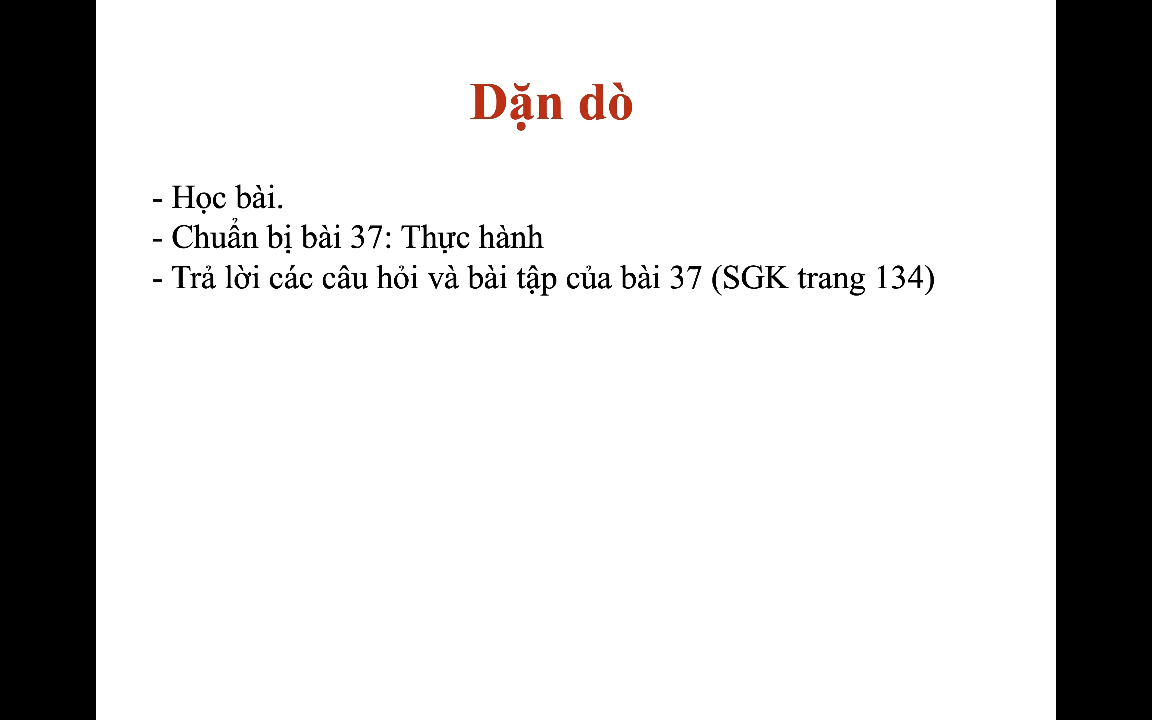 Dặn dò
- Học bài.
- Chuẩn bị bài 37: Thực hành
- Trả lời các câu hỏi và bài tập của bài 37 (SGK trang 134)